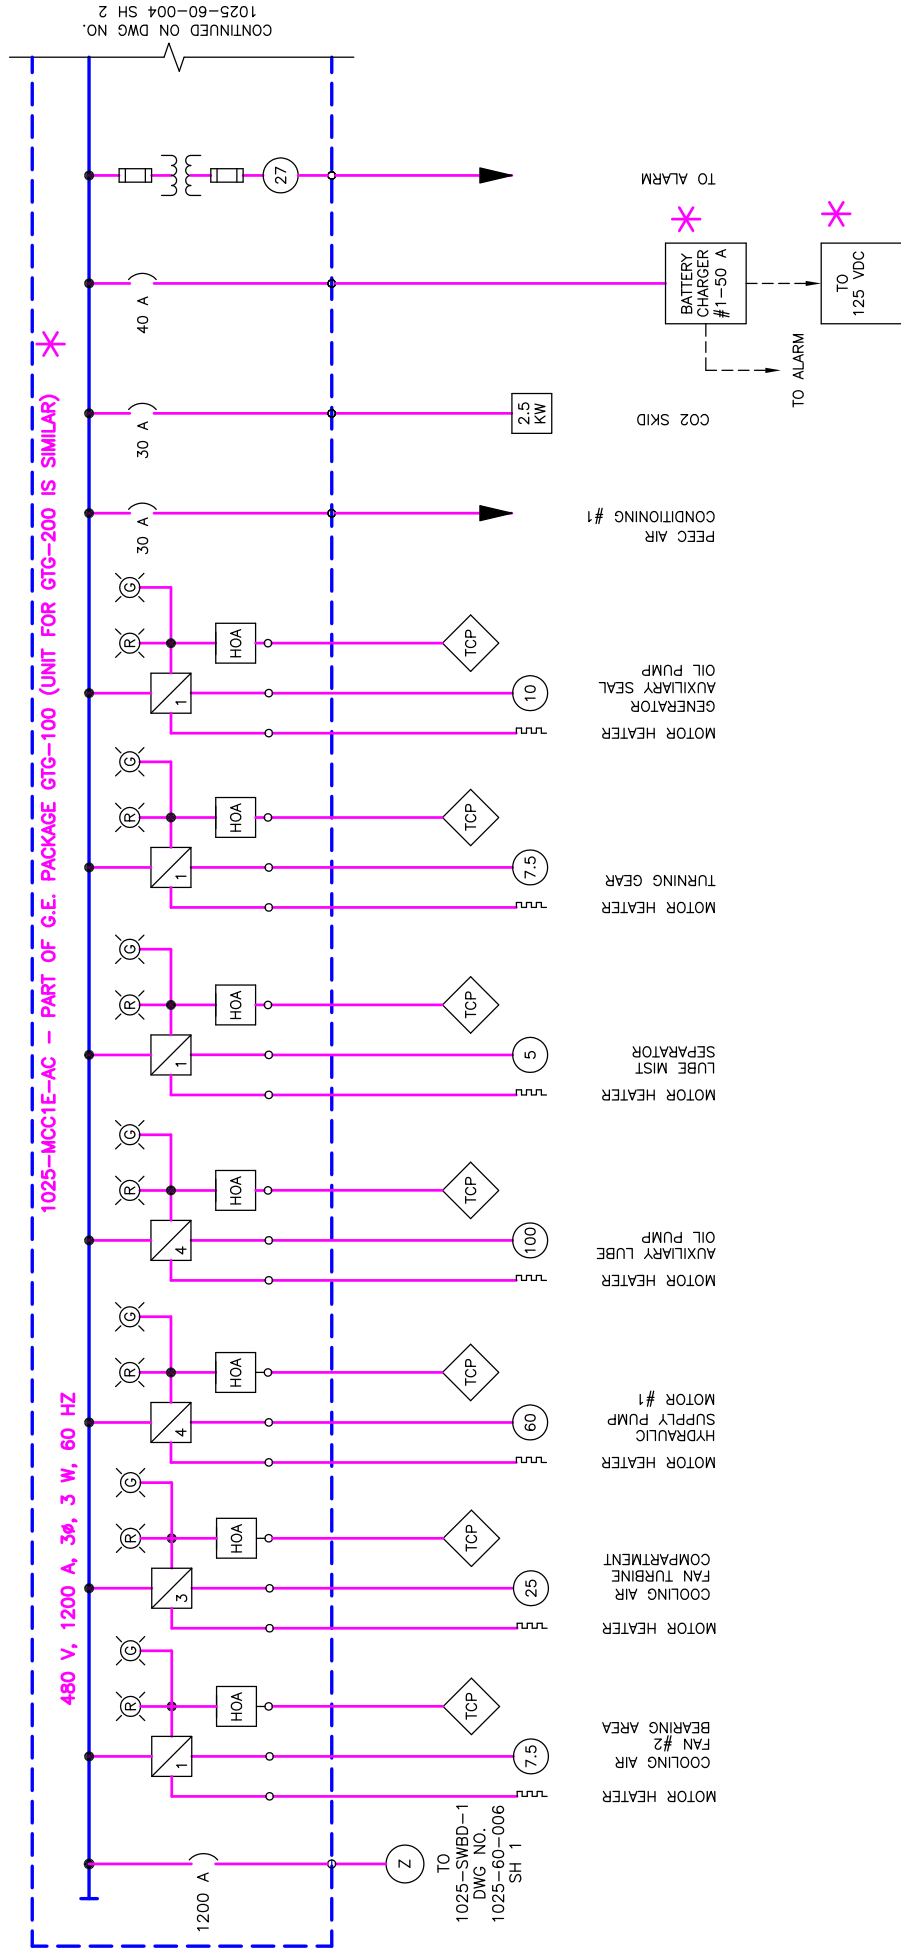 1025-MCC1E-AC – PART OF G.E. PACKAGE GTG-100 (UNIT FOR GTG-200 IS SIMILAR)
480 V, 1200 A, 3ø, 3 W, 60 HZ
1200 A
Z
TO
1025-SWBD-1
DWG NO.
1025-60-006
SH 1
R
G
1
HOA
TCP
7.5
MOTOR HEATER
COOLING AIR
FAN #2
BEARING AREA
R
G
3
HOA
TCP
25
MOTOR HEATER
COOLING AIR
FAN TURBINE
COMPARTMENT
R
G
4
HOA
TCP
60
MOTOR HEATER
HYDRAULIC
SUPPLY PUMP
MOTOR #1
R
G
4
HOA
TCP
100
MOTOR HEATER
AUXILIARY LUBE
OIL PUMP
R
G
1
HOA
TCP
5
MOTOR HEATER
LUBE MIST
SEPARATOR
R
G
1
HOA
TCP
7.5
MOTOR HEATER
TURNING GEAR
R
G
1
HOA
TCP
10
MOTOR HEATER
GENERATOR
AUXILIARY SEAL
OIL PUMP
30 A
PEEC AIR
CONDITIONING #1
30 A
2.5
KW
CO2 SKID
40 A
BATTERY
CHARGER
#1-50 A
TO ALARM
TO
125 VDC
27
TO ALARM
CONTINUED ON DWG NO.
1025-60-004 SH 2